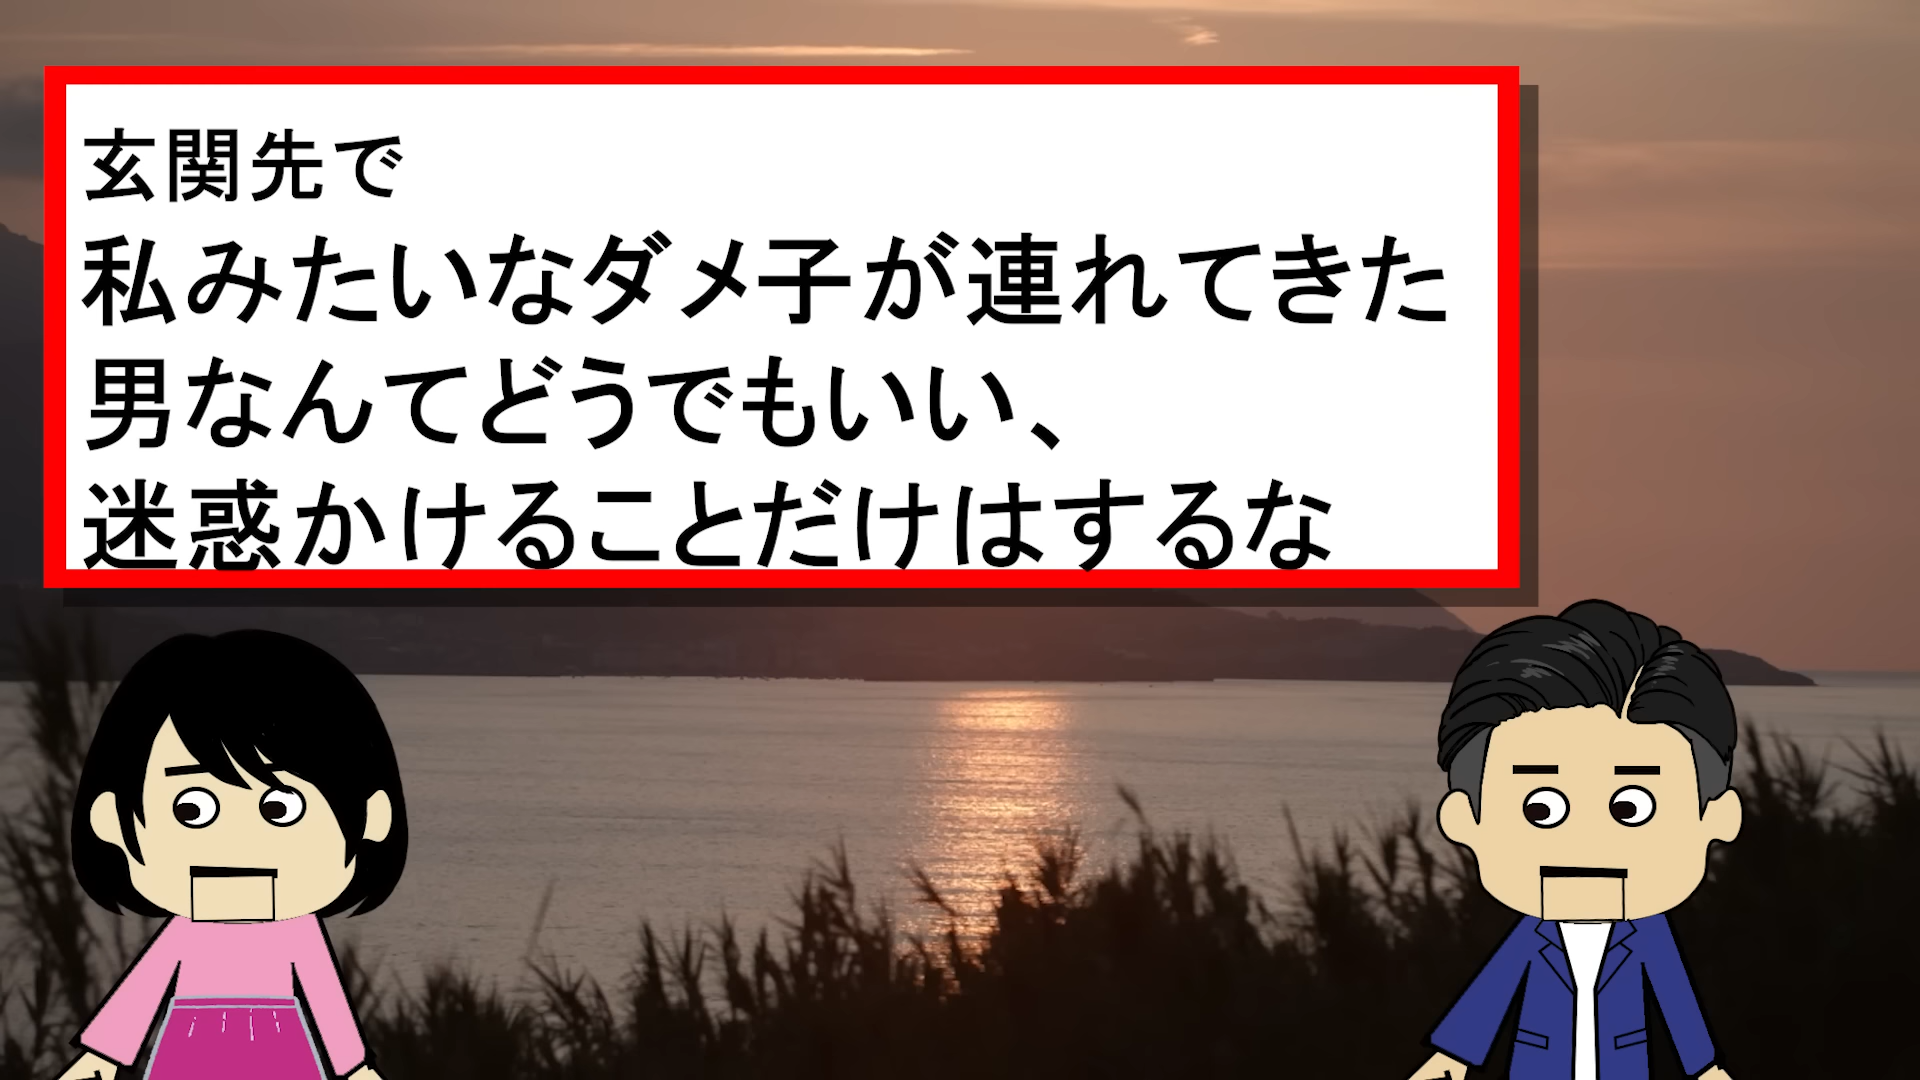 玄関先で
私みたいなダメ子が連れてきた
男なんてどうでもいい、
迷惑かけることだけはするな